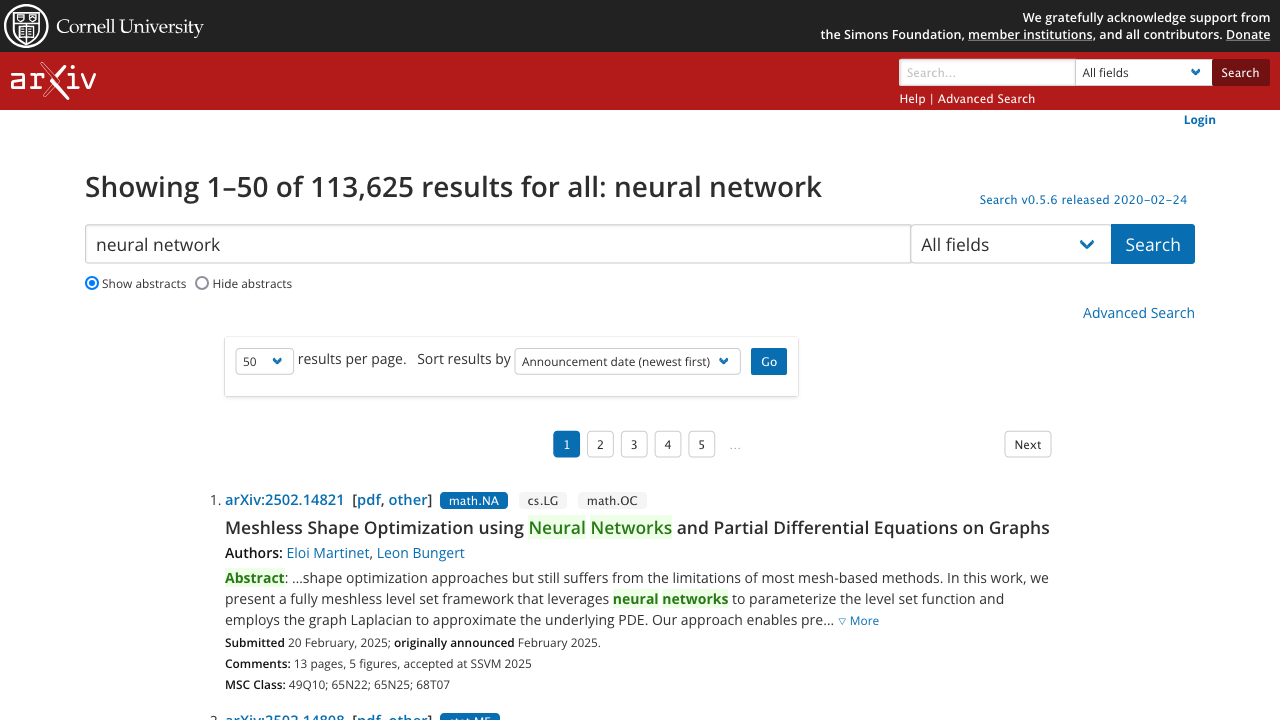 Cornell University
We gratefully acknowledge support from
the Simons Foundation, member institutions, and all contributors. Donate
arXiv
Search...
All fields
Search
Help | Advanced Search
Login
Showing 1–50 of 113,625 results for all: neural network
Search v0.5.6 released 2020-02-24
neural network
All fields
Search
Show abstracts Hide abstracts
Advanced Search
50 results per page. Sort results by Announcement date (newest first) Go
1 2 3 4 5 … Next
1. arXiv:2502.14821 [pdf, other] math.NA cs.LG math.OC
Meshless Shape Optimization using Neural Networks and Partial Differential Equations on Graphs
Authors: Eloi Martinet, Leon Bungert
Abstract: …shape optimization approaches but still suffers from the limitations of most mesh-based methods. In this work, we
present a fully meshless level set framework that leverages neural networks to parameterize the level set function and
employs the graph Laplacian to approximate the underlying PDE. Our approach enables pre… ▽ More
Submitted 20 February, 2025; originally announced February 2025.
Comments: 13 pages, 5 figures, accepted at SSVM 2025
MSC Class: 49Q10; 65N22; 65N25; 68T07
2. arXiv:2502.14808 [pdf, other] stat.ME